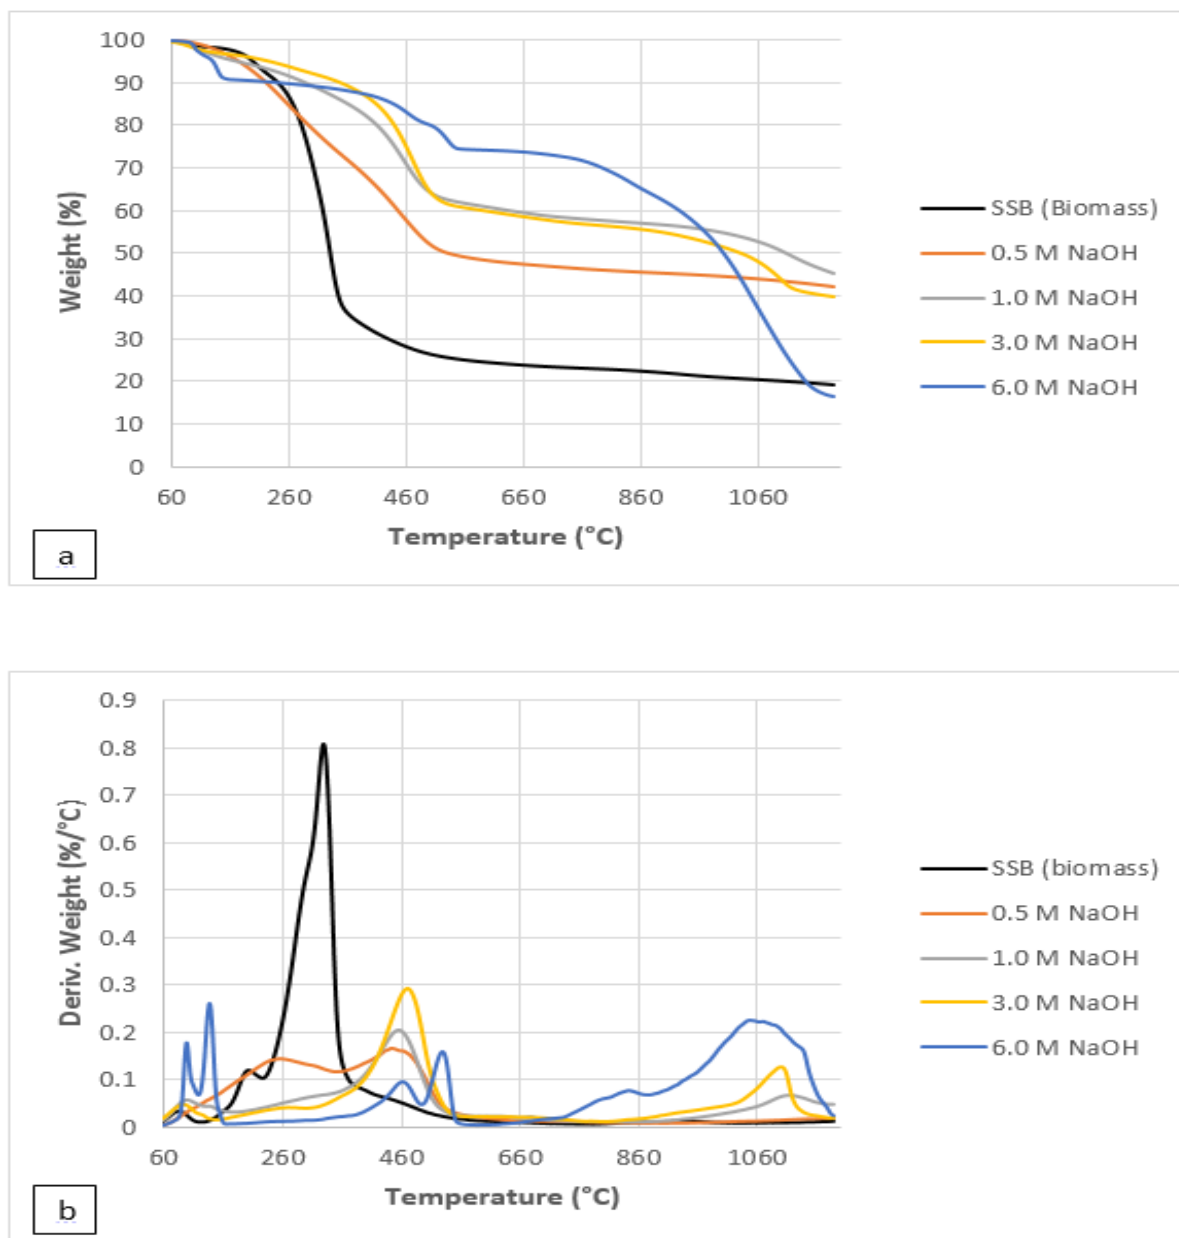 100
90
80
70
60
50
40
30
20
10
0
Weight (%)
60 260 460 660 860 1060
Temperature (°C)
SSB (Biomass)
0.5 M NaOH
1.0 M NaOH
3.0 M NaOH
6.0 M NaOH
a
0.9
0.8
0.7
0.6
0.5
0.4
0.3
0.2
0.1
0
Deriv. Weight (%/°C)
60 260 460 660 860 1060
Temperature (°C)
SSB (biomass)
0.5 M NaOH
1.0 M NaOH
3.0 M NaOH
6.0 M NaOH
b